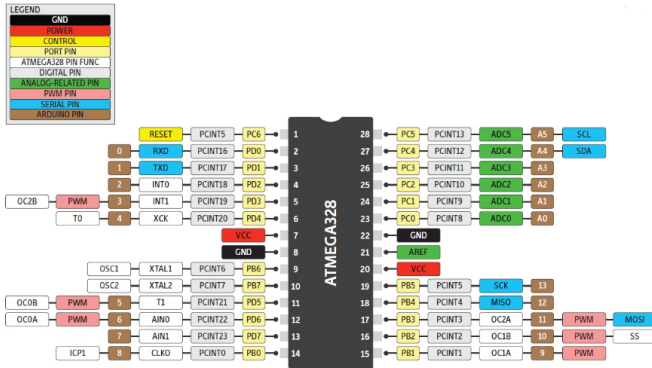 LEGEND
GND
POWER
CONTROL
PORT PIN
ATMEGA328 PIN FUNC
DIGITAL PIN
ANALOG-RELATED PIN
PWM PIN
SERIAL PIN
ARDUINO PIN
ATMEGA328
RESET PCINT5 PC6 1
0 RXD PCINT16 PD0 2
1 TXD PCINT17 PD1 3
2 INT0 PCINT18 PD2 4
OC2B PWM 3 INT1 PCINT19 PD3 5
T0 4 XCK PCINT20 PD4 6
VCC 7
GND 8
OSC1 XTAL1 PCINT6 PB6 9
OSC2 XTAL2 PCINT7 PB7 10
OC0B PWM 5 T1 PCINT21 PD5 11
OC0A PWM 6 AIN0 PCINT22 PD6 12
7 AIN1 PCINT23 PD7 13
ICP1 8 CLKO PCINT0 PB0 14
28 PC5 PCINT13 ADC5 A5 SCL
27 PC4 PCINT12 ADC4 A4 SDA
26 PC3 PCINT11 ADC3 A3
25 PC2 PCINT10 ADC2 A2
24 PC1 PCINT9 ADC1 A1
23 PC0 PCINT8 ADC0 A0
22 GND
21 AREF
20 VCC
19 PB5 PCINT5 SCK 13
18 PB4 PCINT4 MISO 12
17 PB3 PCINT3 OC2A 11 PWM MOSI
16 PB2 PCINT2 OC1B 10 PWM SS
15 PB1 PCINT1 OC1A 9 PWM